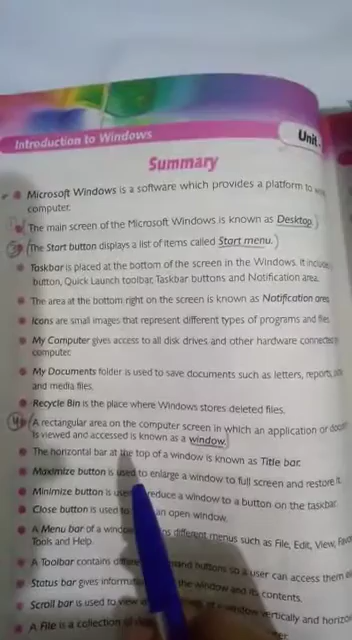 Introduction to Windows
Unit
Summary
Microsoft Windows is a software which provides a platform to
computer.
The main screen of the Microsoft Windows is known as Desktop.
The Start button displays a list of items called Start menu.
Taskbar is placed at the bottom of the screen in the Windows. It
button, Quick Launch toolbar, Taskbar buttons and Notification area.
The area at the bottom right on the screen is known as Notification area
Icons are small images that represent different types of programs and files
My Computer gives access to all disk drives and other hardware connected
computer.
My Documents folder is used to save documents such as letters, reports,
and media files.
Recycle Bin is the place where Windows stores deleted files.
A rectangular area on the computer screen in which an application or
is viewed and accessed is known as a window.
The horizontal bar at the top of a window is known as Title bar.
Maximize button is used to enlarge a window to full screen and restore it.
Minimize button is reduce a window to a button on the taskbar.
Close button is used to an open window.
A Menu bar of a different menus such as File, Edit, View,
Tools and Help.
A Toolbar contains buttons so a user can access them
Status bar gives the window and its contents.
Scroll bar is used to view window vertically and
A File is a collection of